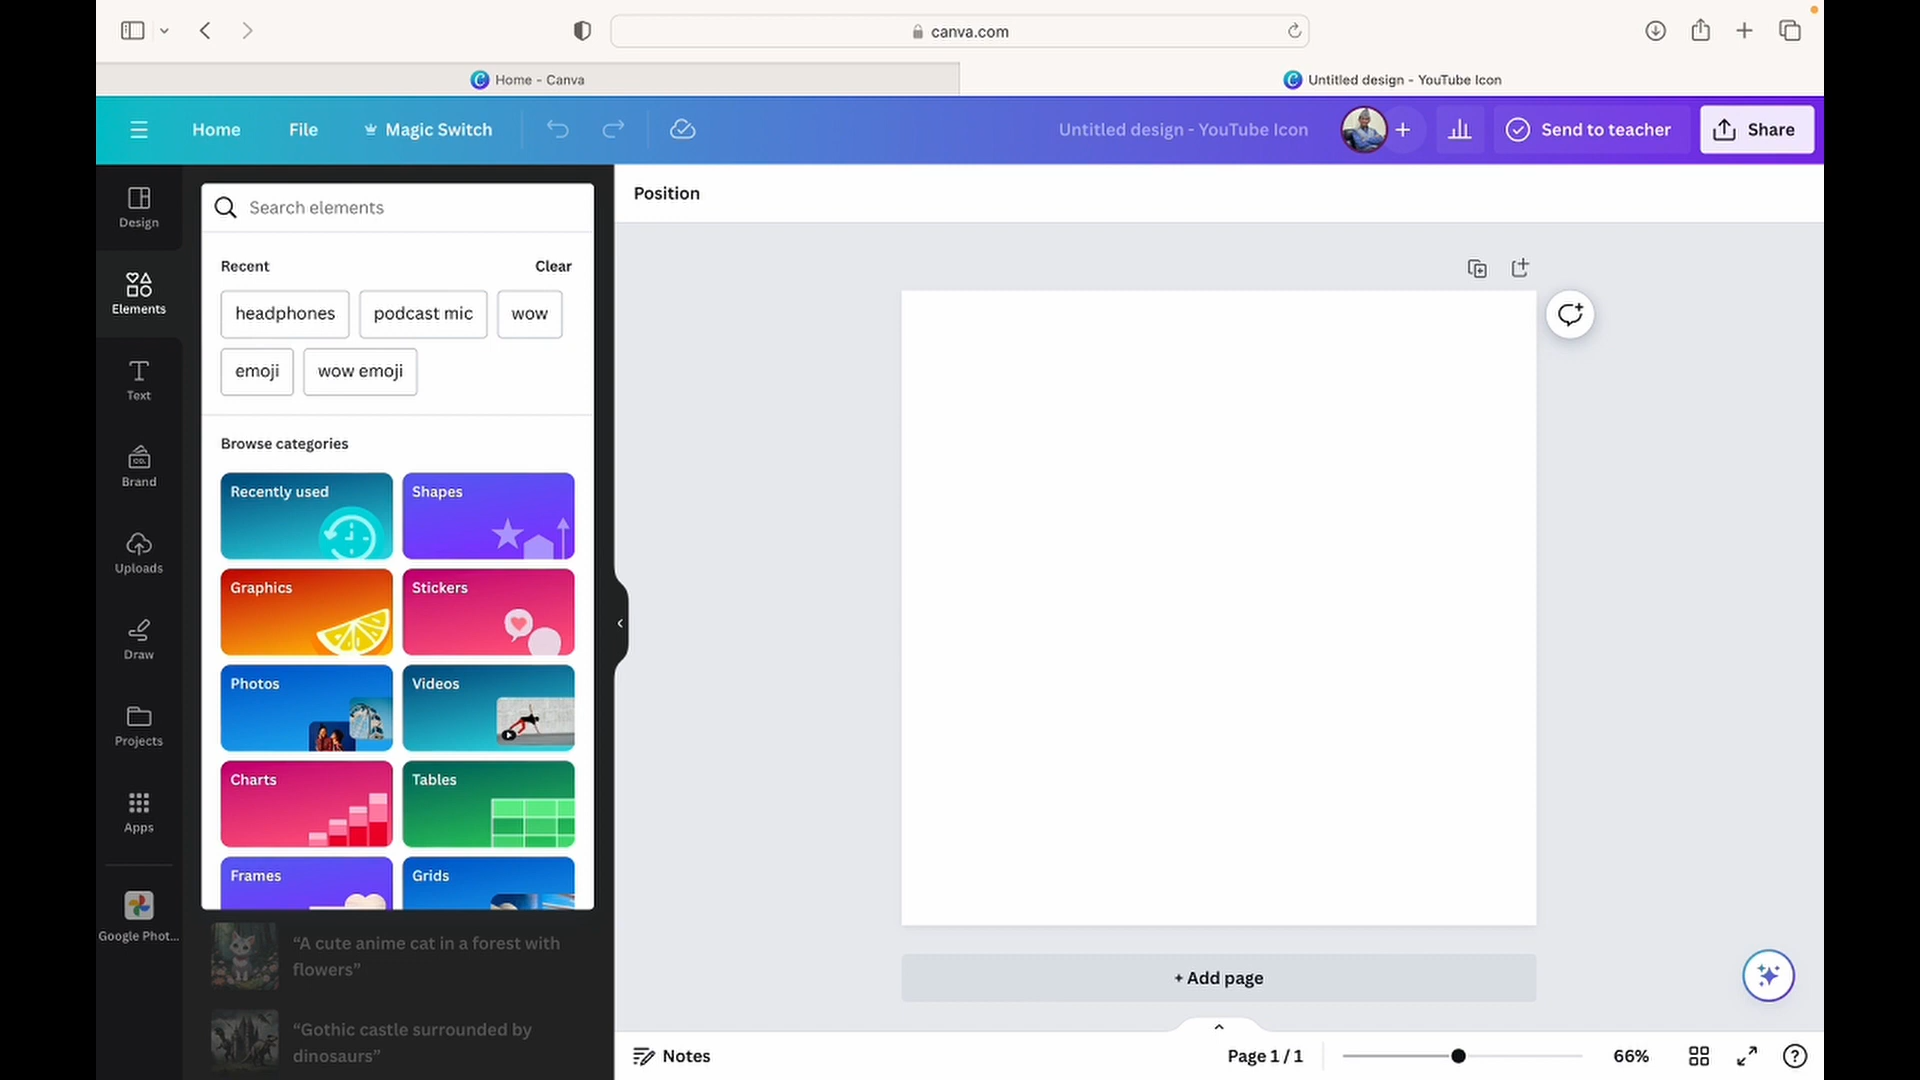 canva.com
Home - Canva
Untitled design - YouTube Icon
Home
File
Magic Switch
Untitled design - YouTube Icon
Send to teacher
Share
Design
Elements
Text
Brand
Uploads
Draw
Projects
Apps
Google Phot...
Search elements
Recent
Clear
headphones
podcast mic
wow
emoji
wow emoji
Browse categories
Recently used
Shapes
Graphics
Stickers
Photos
Videos
Charts
Tables
Frames
Grids
“A cute anime cat in a forest with
flowers”
“Gothic castle surrounded by
dinosaurs”
Position
+ Add page
Notes
Page 1 / 1
66%